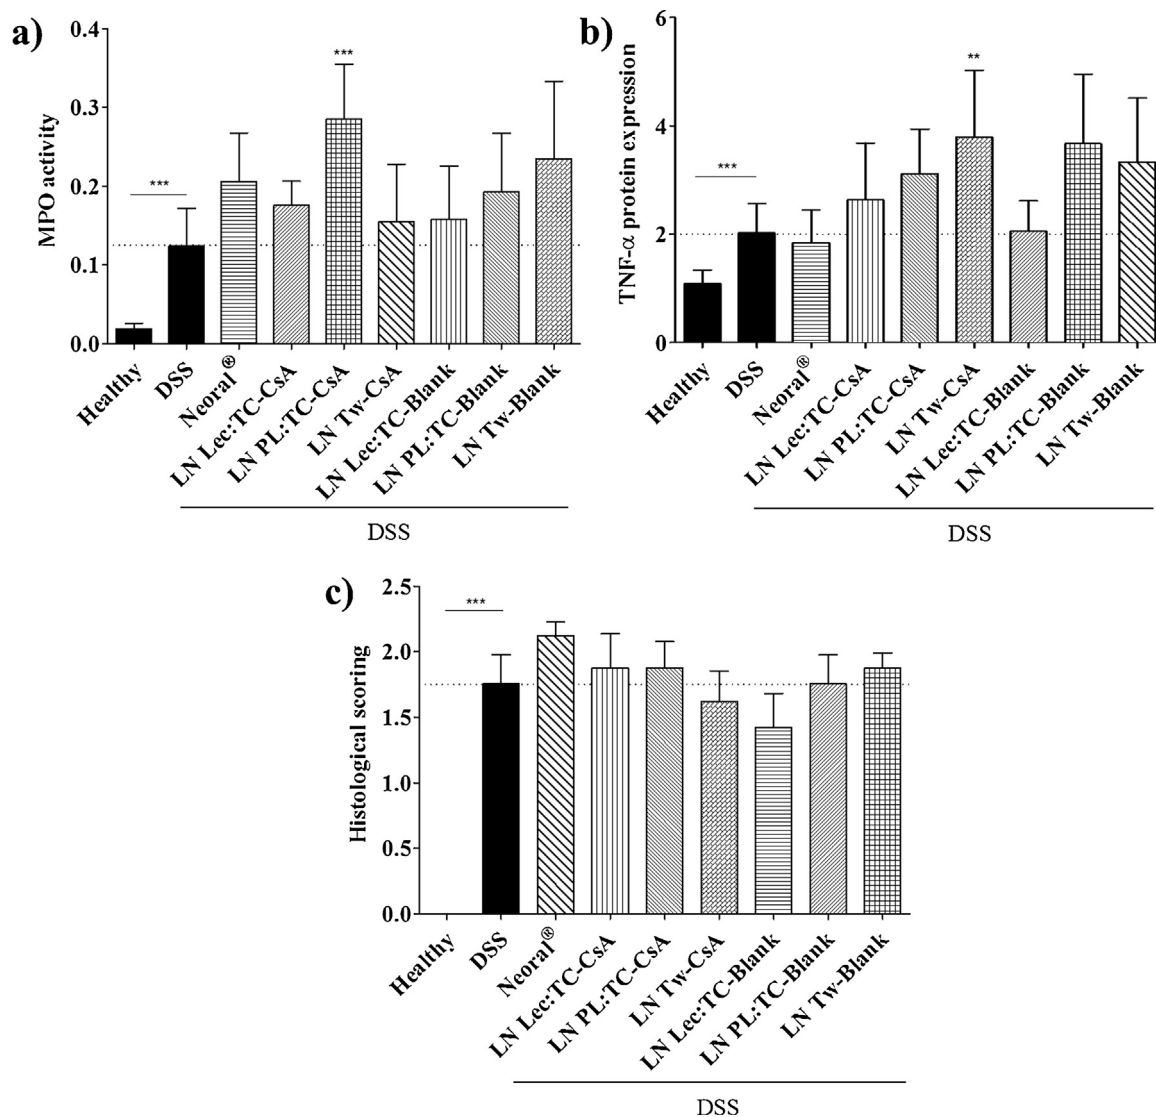 a)
MPO activity
0.4
0.3
0.2
0.1
0.0
***
***
Healthy
DSS
Neoral®
LN Lec:TC-CsA
LN PL:TC-CsA
LN Tw-CsA
LN Lec:TC-Blank
LN PL:TC-Blank
LN Tw-Blank
DSS
b)
TNF-α protein expression
6
4
2
0
***
**
Healthy
DSS
Neoral®
LN Lec:TC-CsA
LN PL:TC-CsA
LN Tw-CsA
LN Lec:TC-Blank
LN PL:TC-Blank
LN Tw-Blank
DSS
c)
Histological scoring
2.5
2.0
1.5
1.0
0.5
0.0
***
Healthy
DSS
Neoral®
LN Lec:TC-CsA
LN PL:TC-CsA
LN Tw-CsA
LN Lec:TC-Blank
LN PL:TC-Blank
LN Tw-Blank
DSS